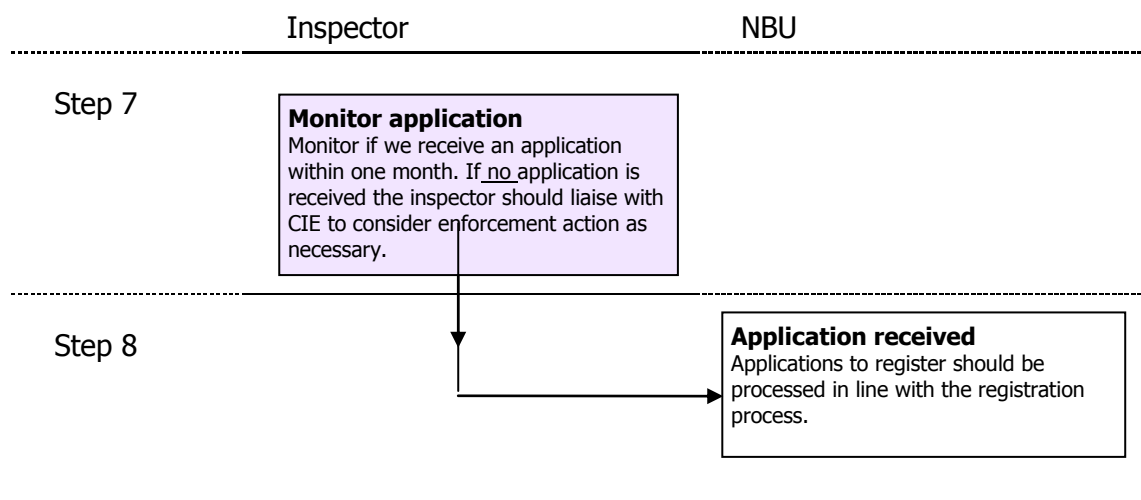 Inspector
NBU
Step 7
Monitor application
Monitor if we receive an application
within one month. If no application is
received the inspector should liaise with
CIE to consider enforcement action as
necessary.
Step 8
Application received
Applications to register should be
processed in line with the registration
process.